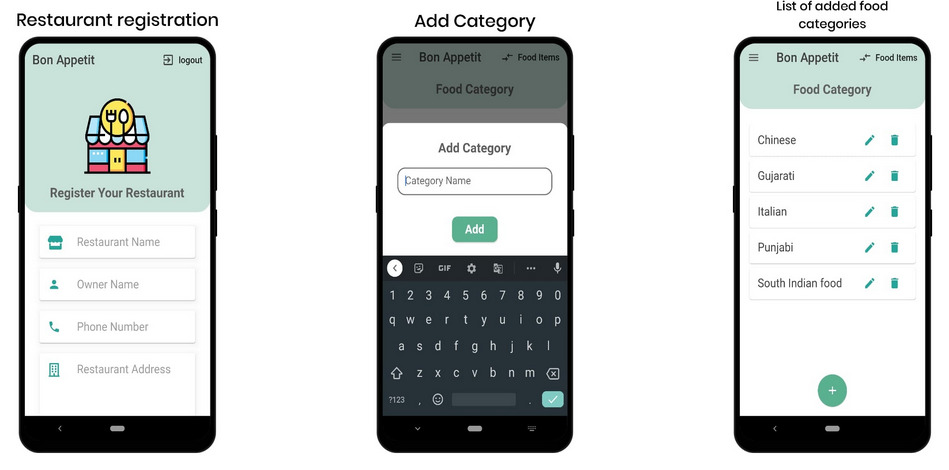 Restaurant registration
Bon Appetit
logout
Register Your Restaurant
Restaurant Name
Owner Name
Phone Number
Restaurant Address
Add Category
Bon Appetit
Food Items
Food Category
Add Category
Category Name
Add
GIF
1 2 3 4 5 6 7 8 9 0
q w e r t y u i o p
a s d f g h j k l
z x c v b n m
?123 , .
List of added food
categories
Bon Appetit
Food Items
Food Category
Chinese
Gujarati
Italian
Punjabi
South Indian food
+